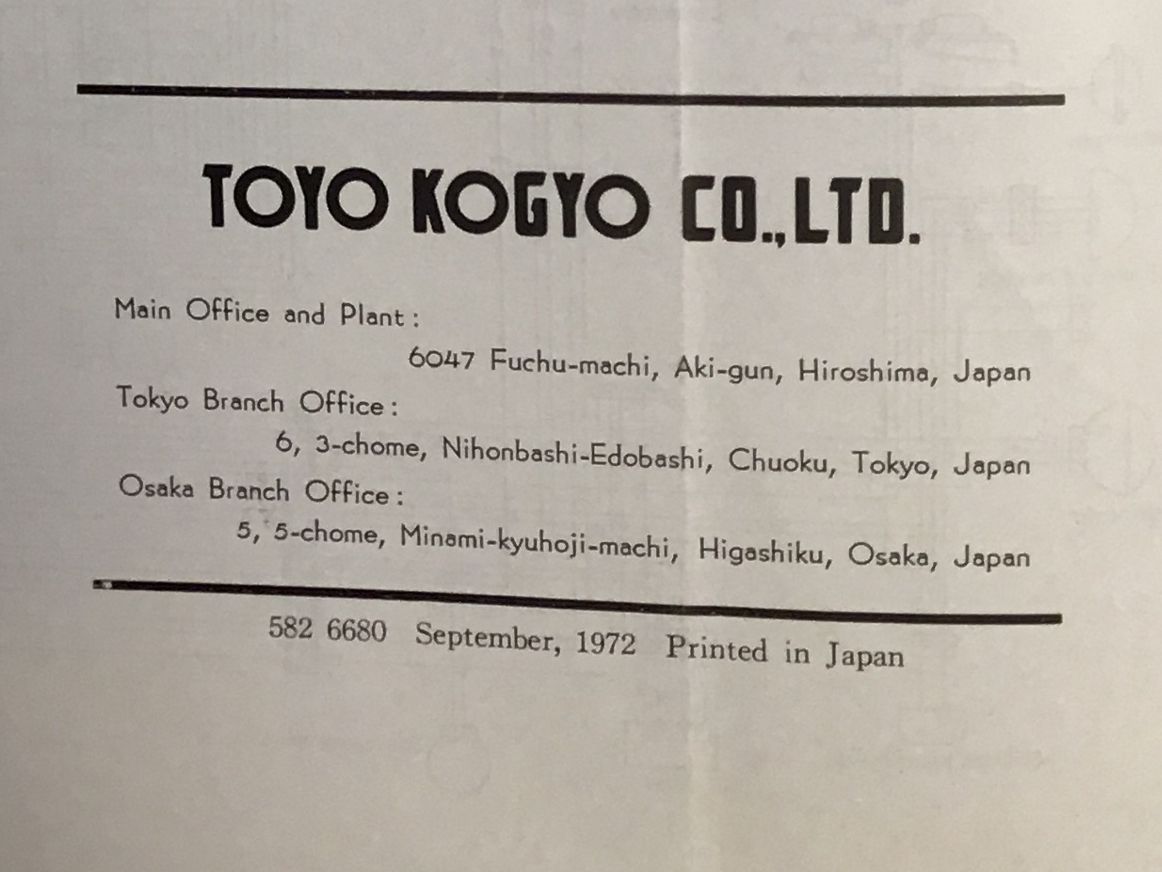 TOYO KOGYO CO.,LTD.
Main Office and Plant:
6047 Fuchu-machi, Aki-gun, Hiroshima, Japan
Tokyo Branch Office:
6, 3-chome, Nihonbashi-Edobashi, Chuoku, Tokyo, Japan
Osaka Branch Office:
5, 5-chome, Minami-kyuhoji-machi, Higashiku, Osaka, Japan
582 6680 September, 1972 Printed in Japan